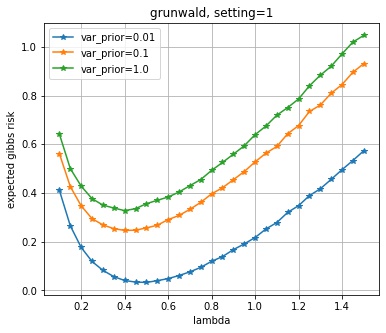 grunwald, setting=1
var_prior=0.01
var_prior=0.1
var_prior=1.0
expected gibbs risk
1.0
0.8
0.6
0.4
0.2
0.0
0.2 0.4 0.6 0.8 1.0 1.2 1.4
lambda